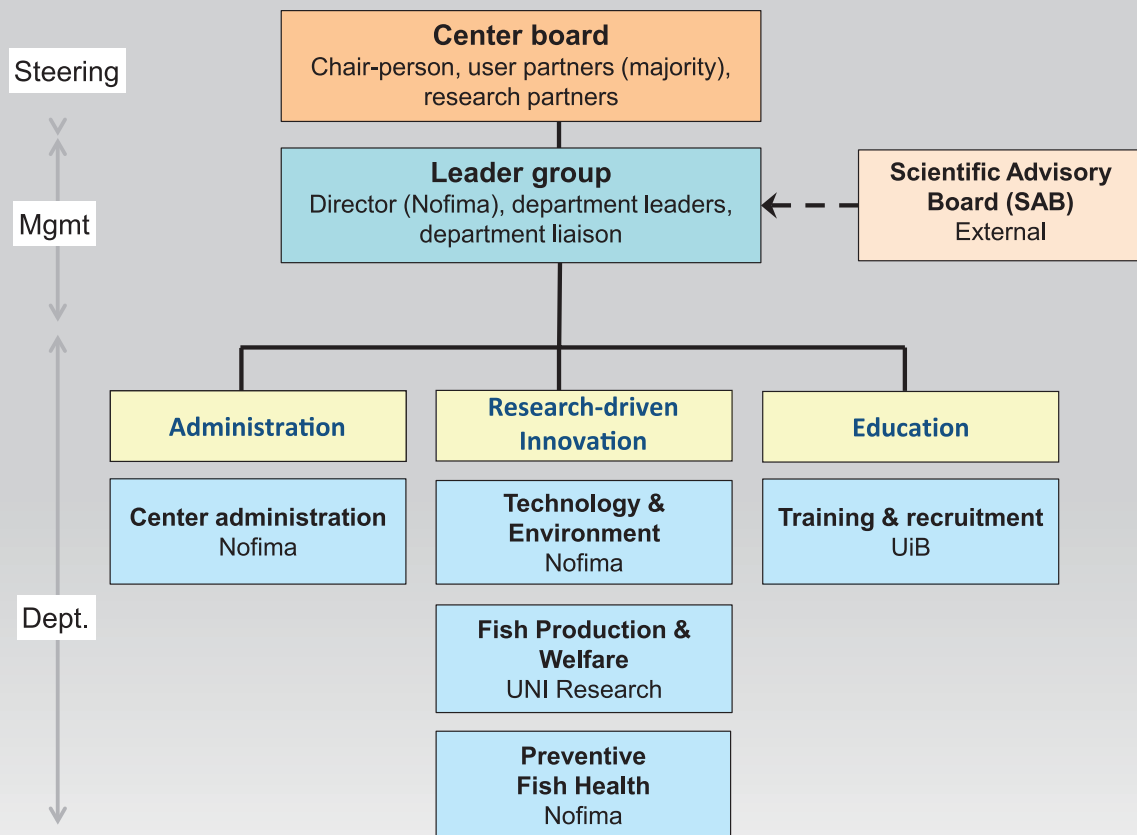 Steering
Center board
Chair-person, user partners (majority),
research partners
Mgmt
Leader group
Director (Nofima), department leaders,
department liaison
Scientific Advisory
Board (SAB)
External
Dept.
Administration
Research-driven
Innovation
Education
Center administration
Nofima
Technology &
Environment
Nofima
Training & recruitment
UiB
Fish Production &
Welfare
UNI Research
Preventive
Fish Health
Nofima